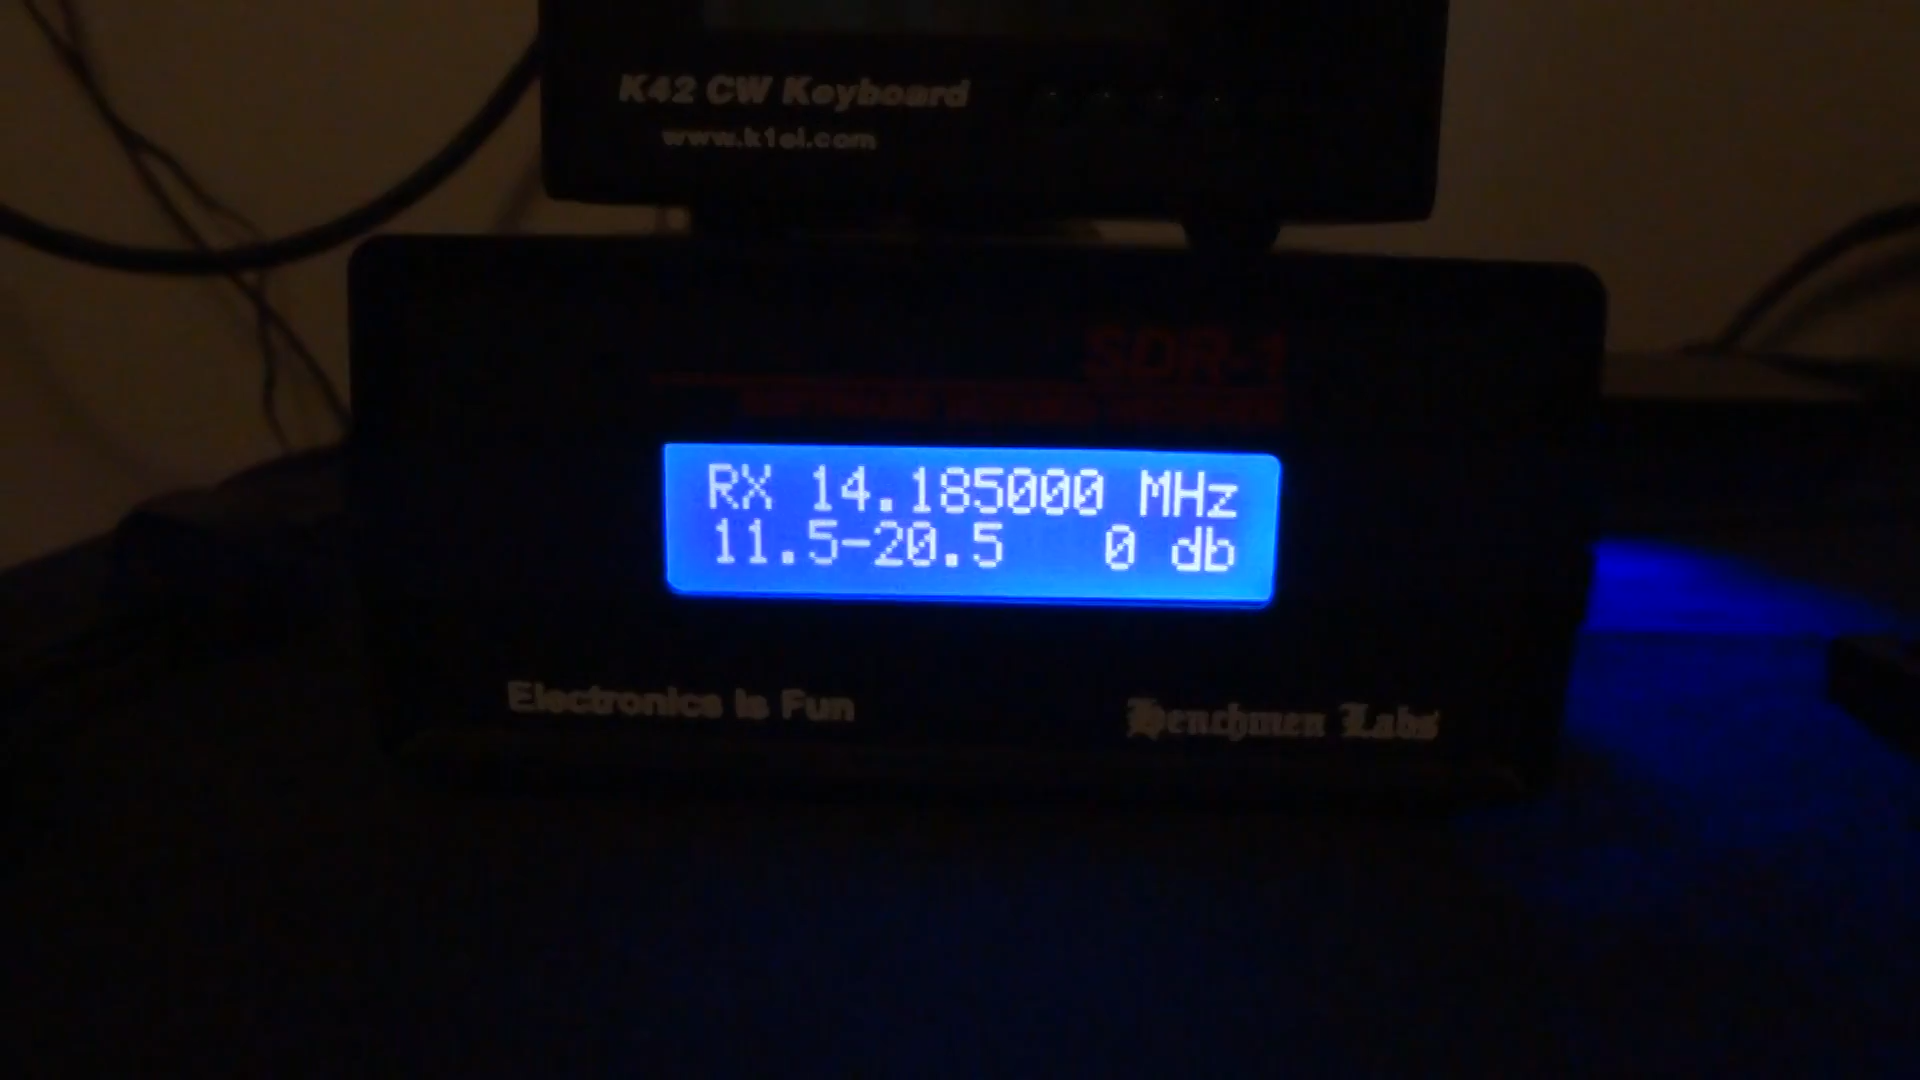 K42 CW Keyboard
www.k1el.com
SDR-1
RX 14.185000 MHz
11.5-20.5 0 db
Electronics is Fun
Henchmen Labs